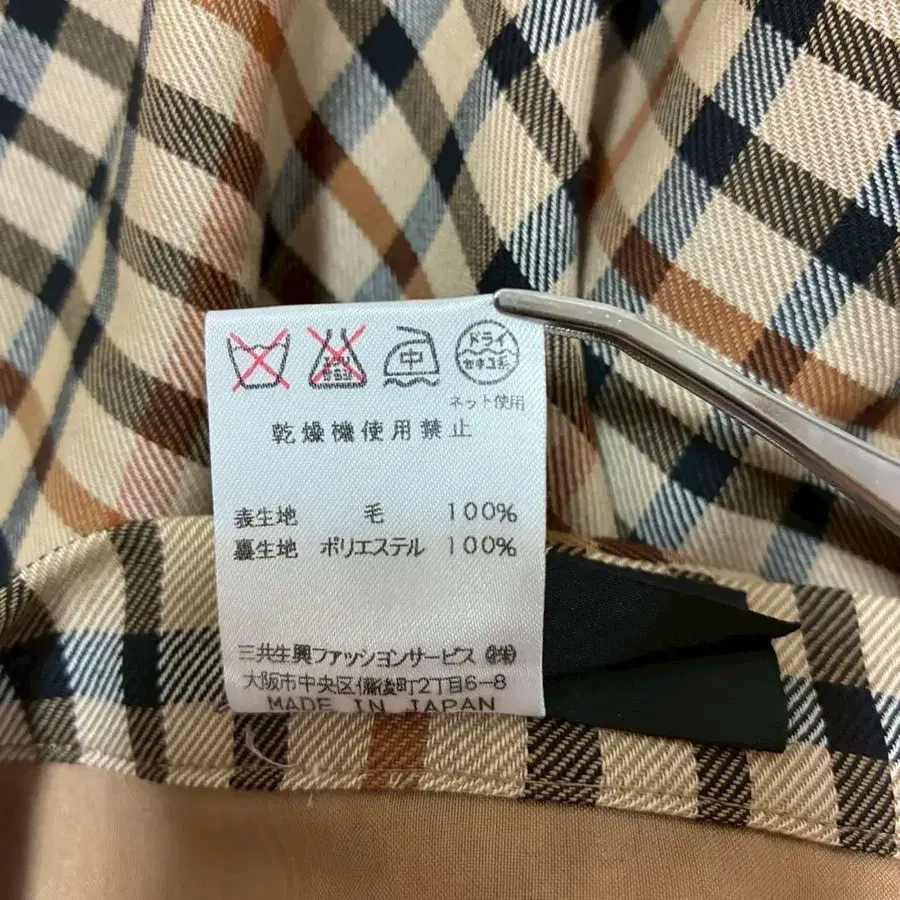 中 ドライ
セキユ系
ネット使用
乾燥機使用禁止
表生地 毛 100%
裏生地 ポリエステル 100%
三共生興ファッションサービス ㈱
大阪市中央区備後町2丁目6-8
MADE IN JAPAN